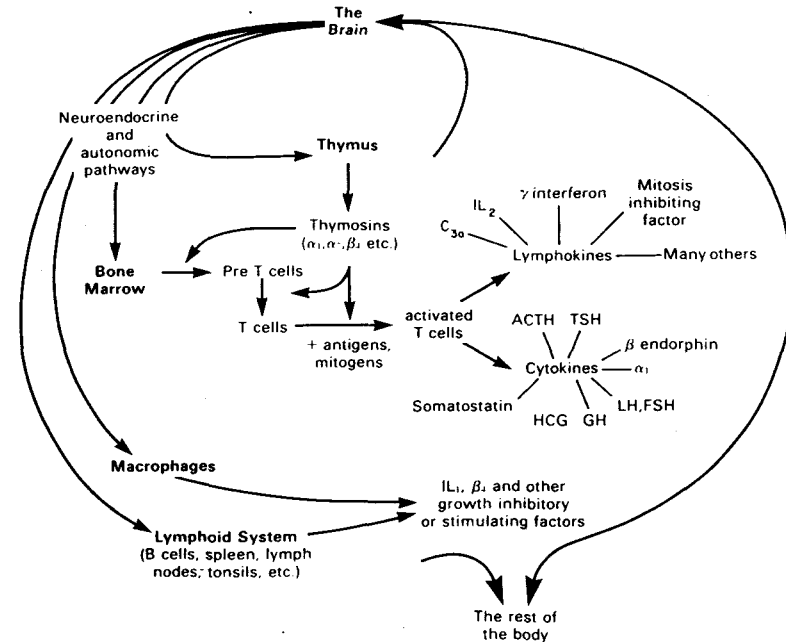 The
Brain
Neuroendocrine
and
autonomic
pathways
Thymus
Thymosins
(α₁,α₇,β₄ etc.)
Bone
Marrow
Pre T cells
T cells
+ antigens,
mitogens
activated
T cells
C₃ₐ
IL₂
γ interferon
Mitosis
inhibiting
factor
Lymphokines
Many others
ACTH
TSH
β endorphin
Cytokines
α₁
Somatostatin
HCG
GH
LH,FSH
Macrophages
IL₁, β₄ and other
growth inhibitory
or stimulating factors
Lymphoid System
(B cells, spleen, lymph
nodes, tonsils, etc.)
The rest of
the body